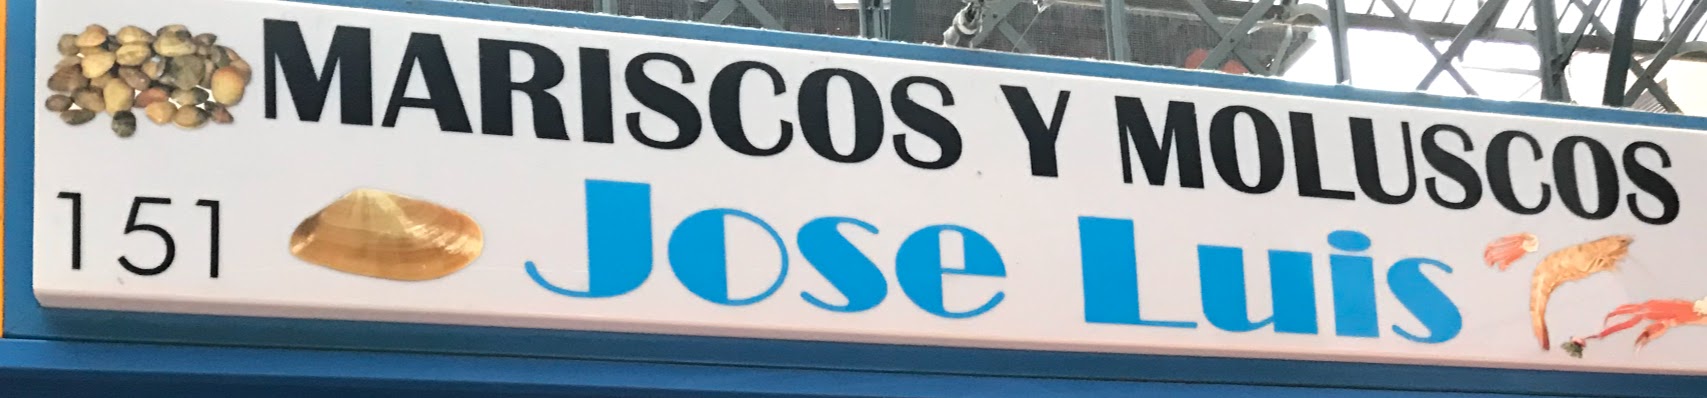 MARISCOS Y MOLUSCOS
151 Jose Luis